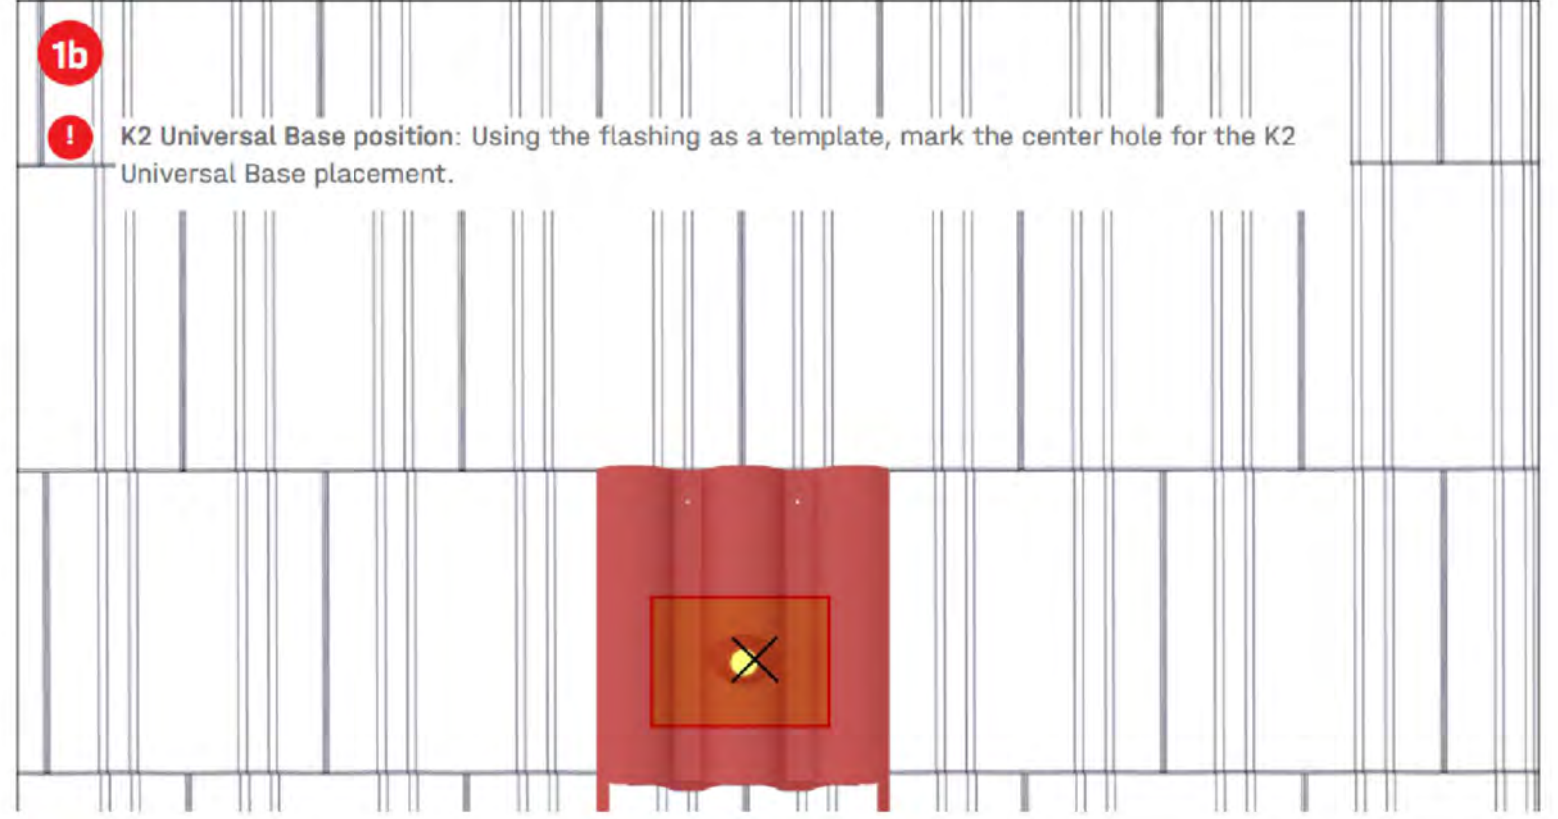 1b
!
K2 Universal Base position: Using the flashing as a template, mark the center hole for the K2
Universal Base placement.